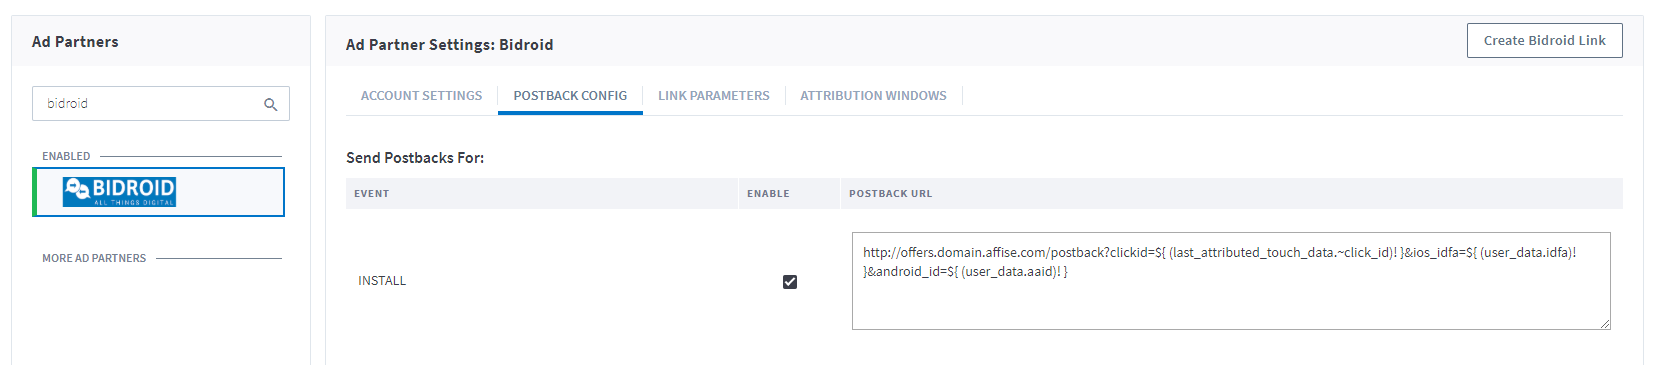 Ad Partners
bidroid
ENABLED
BIDROID
ALL THINGS DIGITAL
MORE AD PARTNERS
Ad Partner Settings: Bidroid
Create Bidroid Link
ACCOUNT SETTINGS
POSTBACK CONFIG
LINK PARAMETERS
ATTRIBUTION WINDOWS
Send Postbacks For:
EVENT
ENABLE
POSTBACK URL
INSTALL
http://offers.domain.affise.com/postback?clickid=${ (last_attributed_touch_data.~click_id)! }&ios_idfa=${ (user_data.idfa)!
}&android_id=${ (user_data.aaid)! }